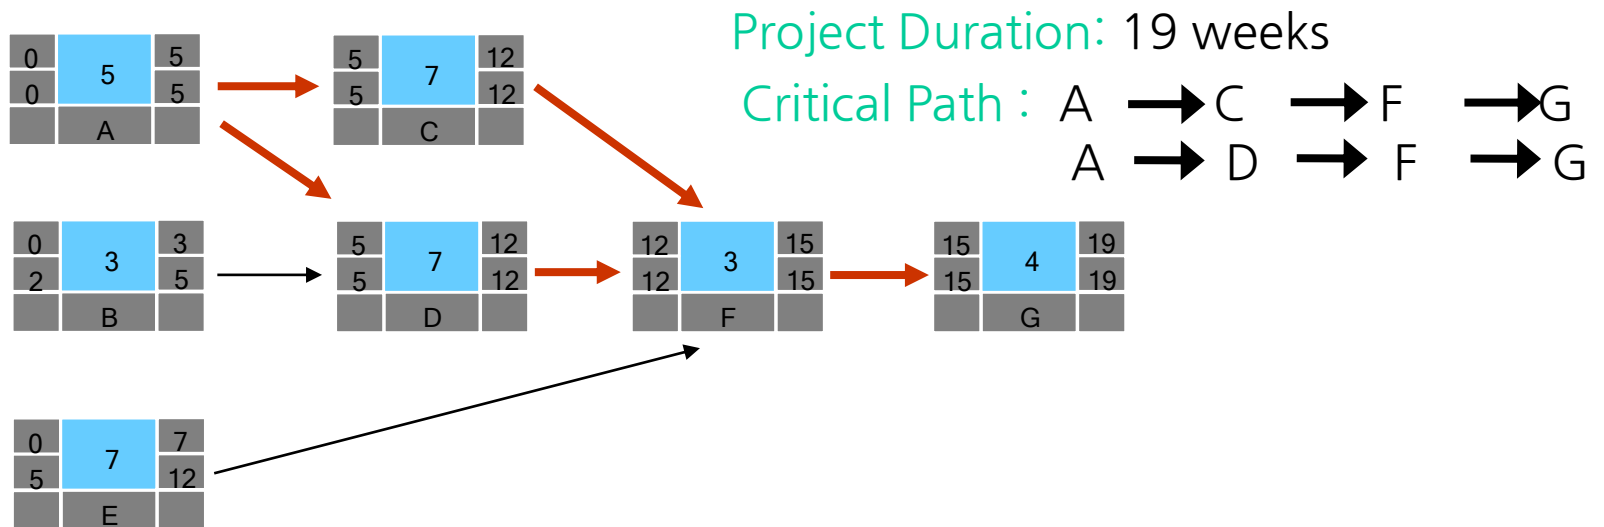 Project Duration: 19 weeks
Critical Path : A C F G
A D F G
0 5 5
0 5
A
5 7 12
5 12
C
0 3 3
2 5
B
5 7 12
5 12
D
12 3 15
12 15
F
15 4 19
15 19
G
0 7 7
5 12
E